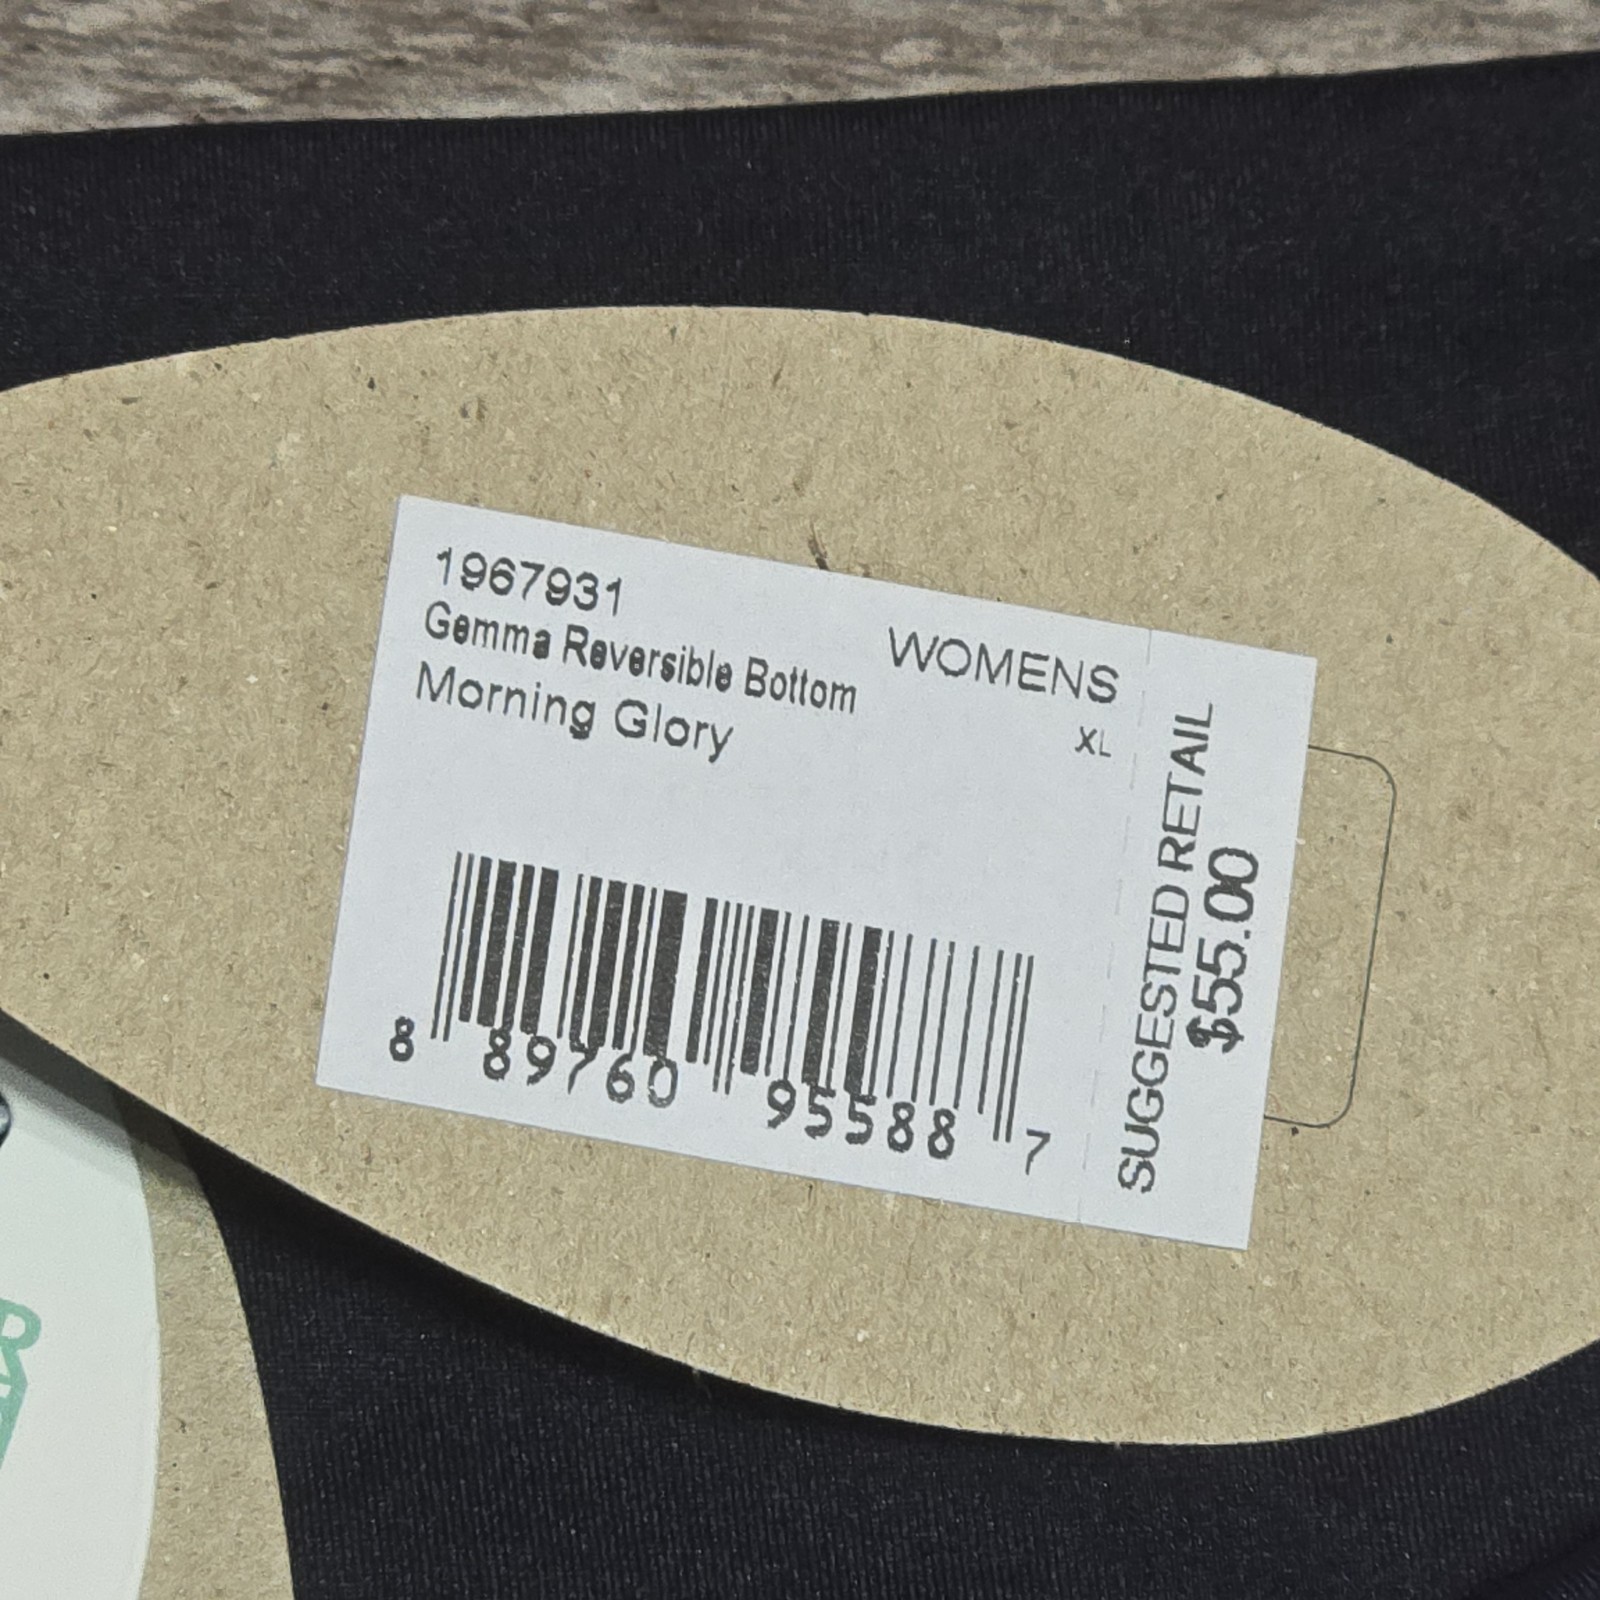 1967931
Gemma Reversible Bottom
Morning Glory
WOMENS
XL
8 89760 95588 7
SUGGESTED RETAIL
$55.00